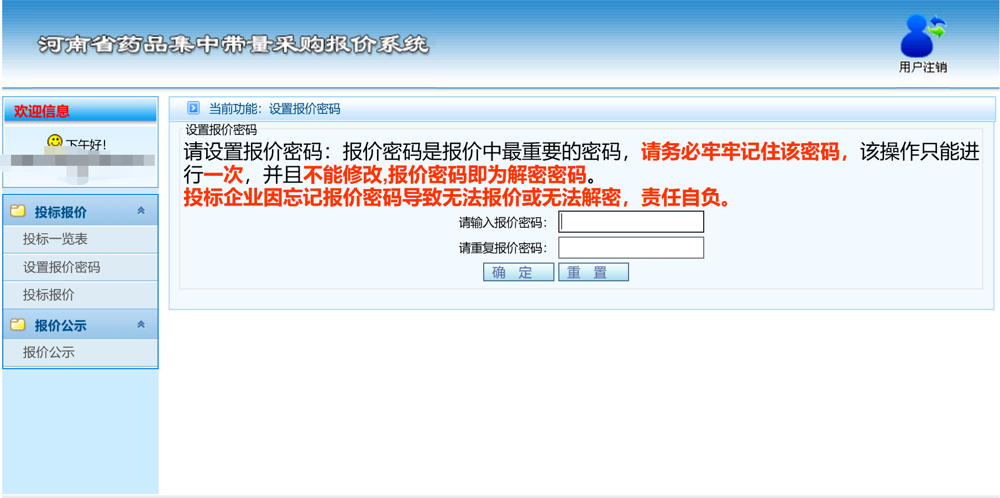 河南省药品集中带量采购报价系统
用户注销
欢迎信息
下午好！
投标报价
投标一览表
设置报价密码
投标报价
报价公示
报价公示
当前功能：设置报价密码
设置报价密码
请设置报价密码：报价密码是报价中最重要的密码，请务必牢牢记住该密码，该操作只能进
行一次，并且不能修改,报价密码即为解密密码。
投标企业因忘记报价密码导致无法报价或无法解密，责任自负。
请输入报价密码：
请重复报价密码：
确 定 重 置